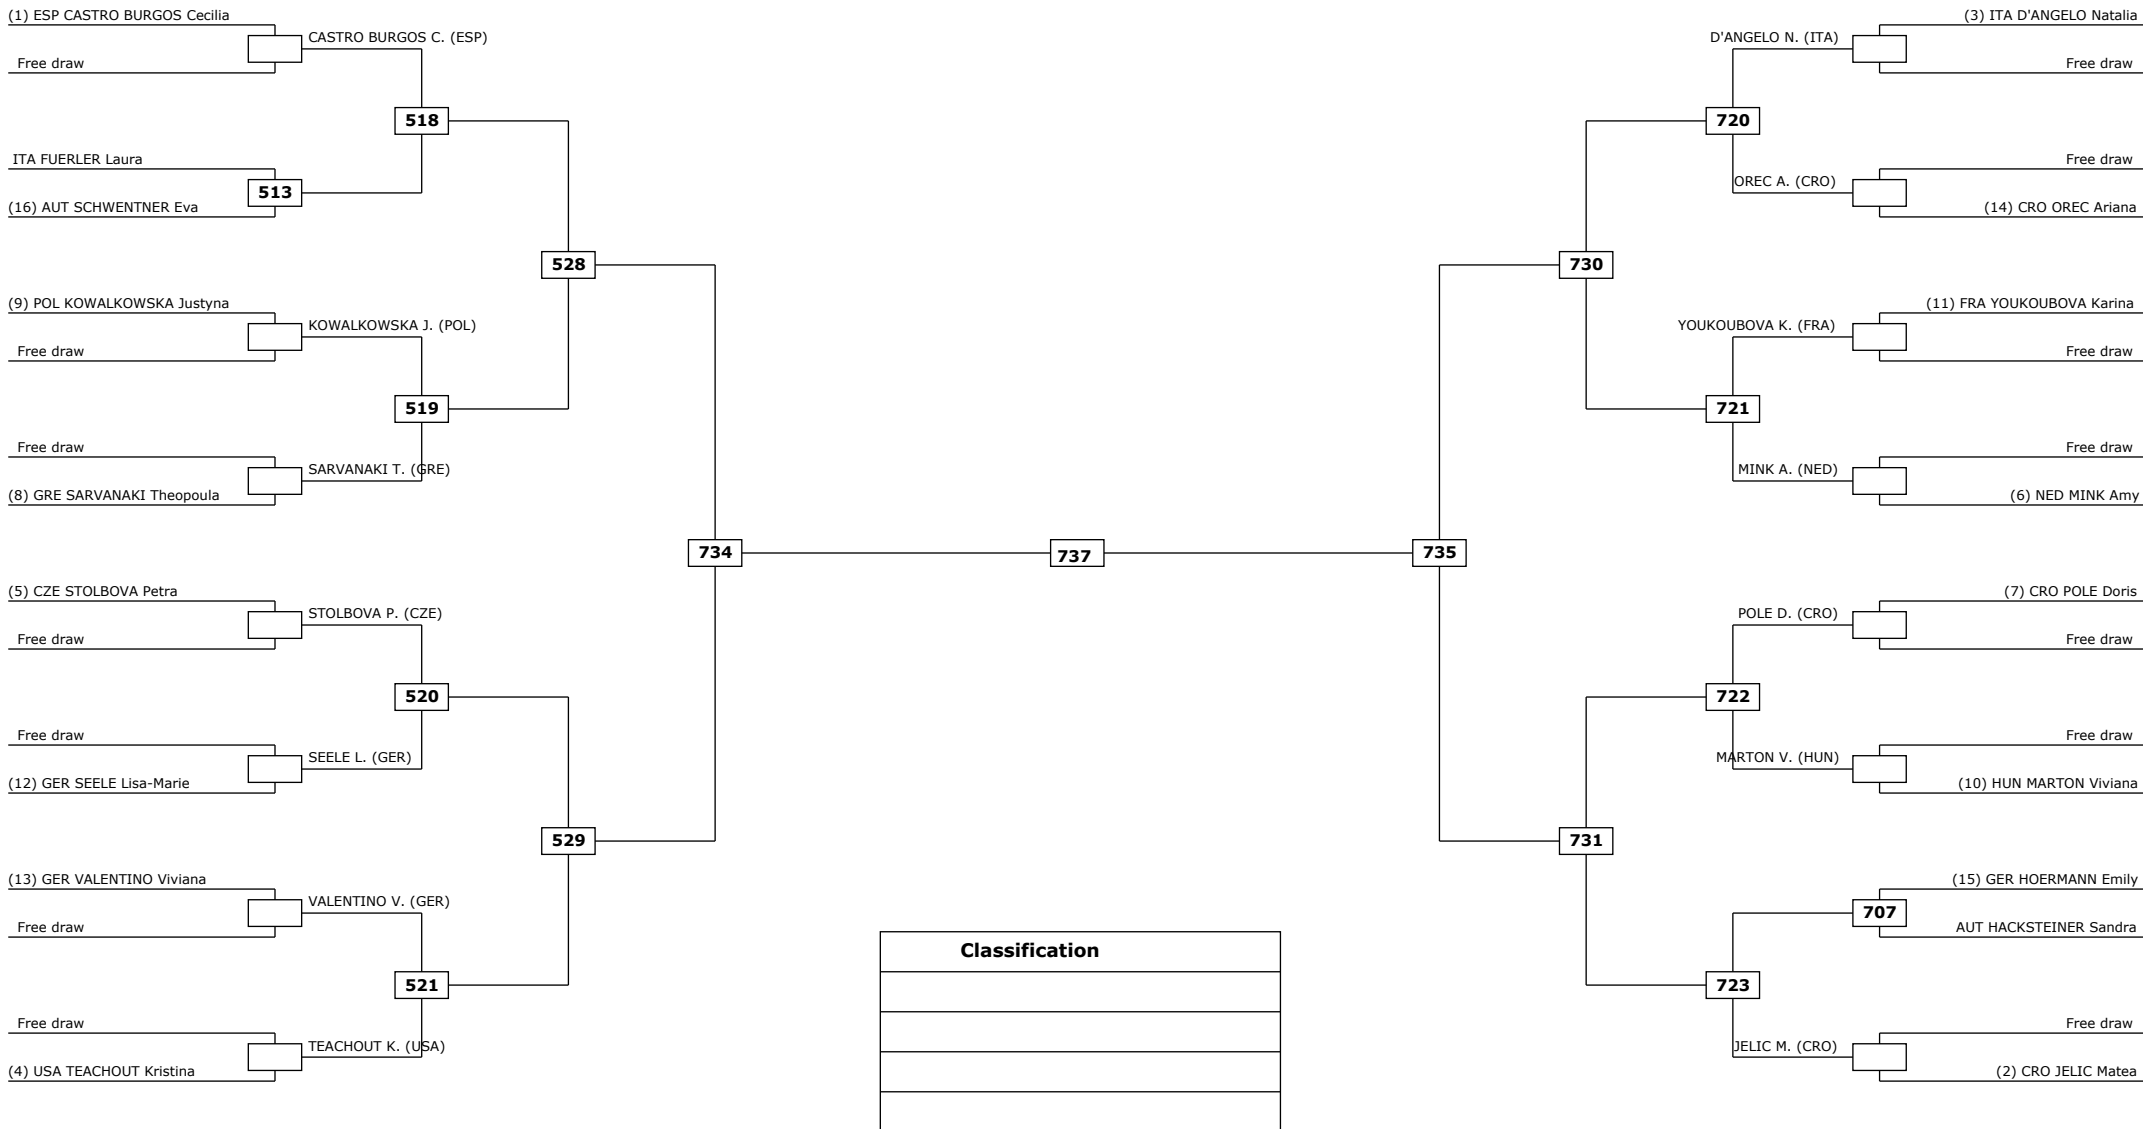 (1) ESP CASTRO BURGOS Cecilia
CASTRO BURGOS C. (ESP)
Free draw
518
ITA FUERLER Laura
513
(16) AUT SCHWENTNER Eva
528
(9) POL KOWALKOWSKA Justyna
KOWALKOWSKA J. (POL)
Free draw
519
Free draw
SARVANAKI T. (GRE)
(8) GRE SARVANAKI Theopoula
734
(5) CZE STOLBOVA Petra
STOLBOVA P. (CZE)
Free draw
520
Free draw
SEELE L. (GER)
(12) GER SEELE Lisa-Marie
529
(13) GER VALENTINO Viviana
VALENTINO V. (GER)
Free draw
521
Free draw
TEACHOUT K. (USA)
(4) USA TEACHOUT Kristina
737
(3) ITA D'ANGELO Natalia
D'ANGELO N. (ITA)
Free draw
720
Free draw
OREC A. (CRO)
(14) CRO OREC Ariana
730
(11) FRA YOUKOUBOVA Karina
YOUKOUBOVA K. (FRA)
Free draw
721
Free draw
MINK A. (NED)
(6) NED MINK Amy
735
(7) CRO POLE Doris
POLE D. (CRO)
Free draw
722
Free draw
MARTON V. (HUN)
(10) HUN MARTON Viviana
731
(15) GER HOERMANN Emily
707
AUT HACKSTEINER Sandra
723
Free draw
JELIC M. (CRO)
(2) CRO JELIC Matea
Classification